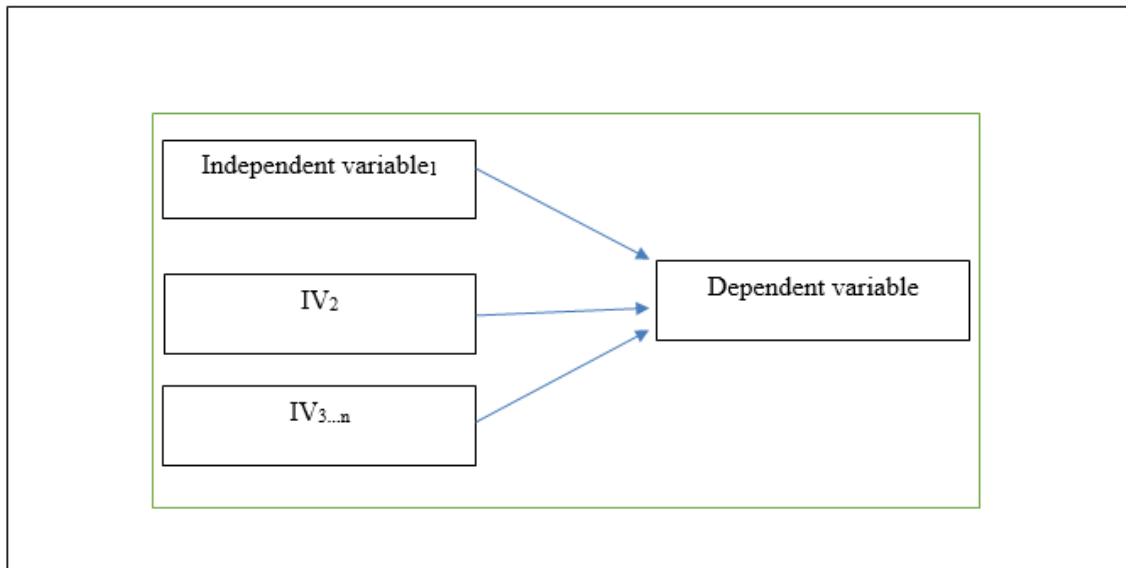 Independent variable₁
IV₂
Dependent variable
IV₃...ₙ